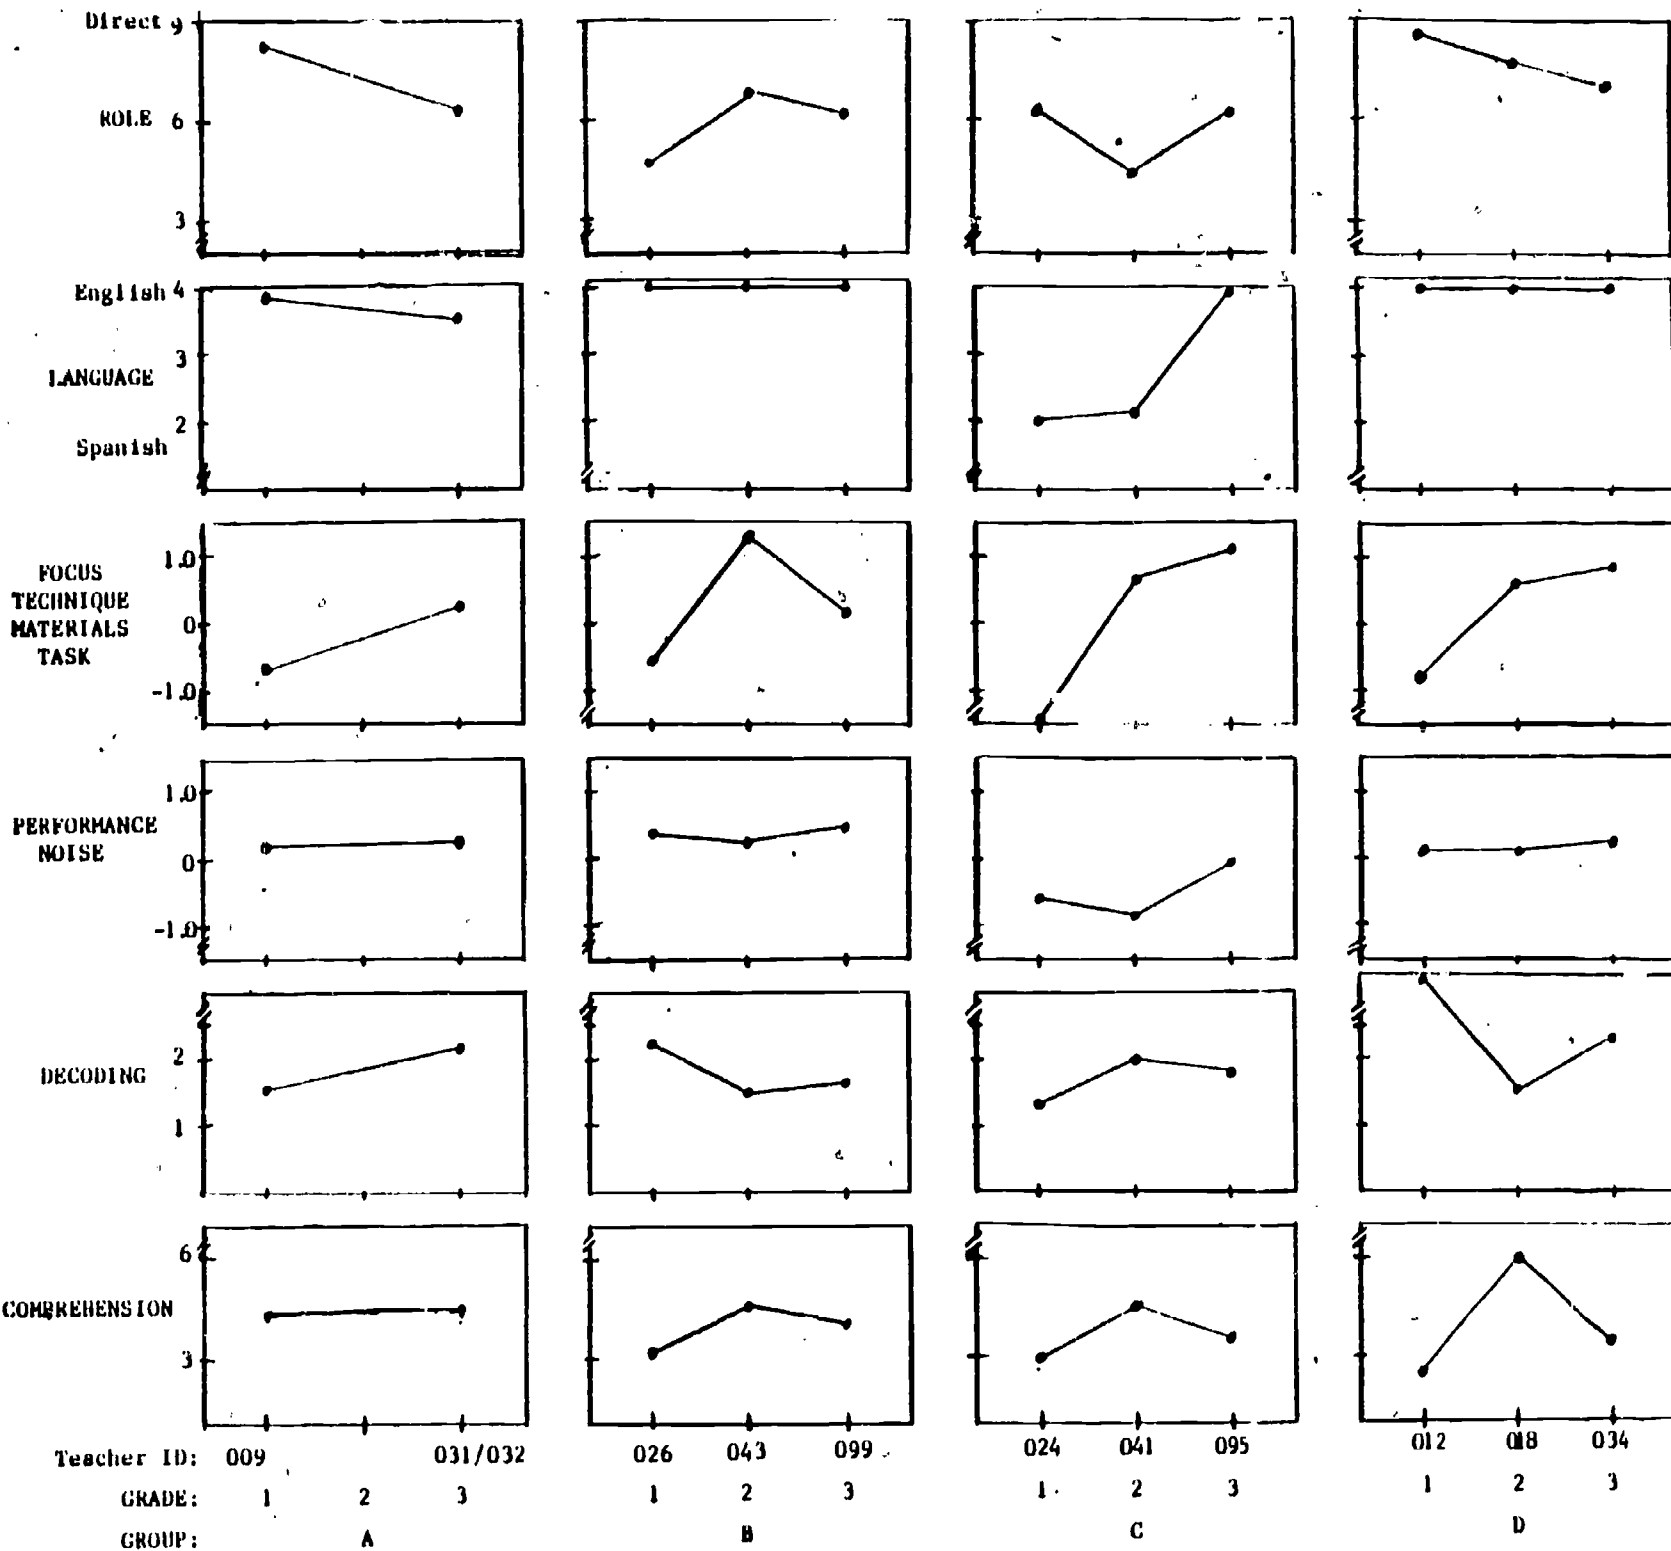 Direct 9
ROLE 6
3
English 4
3
LANGUAGE
2
Spanish
1.0
FOCUS
TECHNIQUE
0
MATERIALS
TASK
-1.0
1.0
PERFORMANCE
NOISE
0
-1.0
2
DECODING
1
6
COMPREHENSION
3
Teacher ID: 009 031/032 026 043 099 024 041 095 012 018 034
GRADE: 1 2 3 1 2 3 1 2 3 1 2 3
GROUP: A B C D